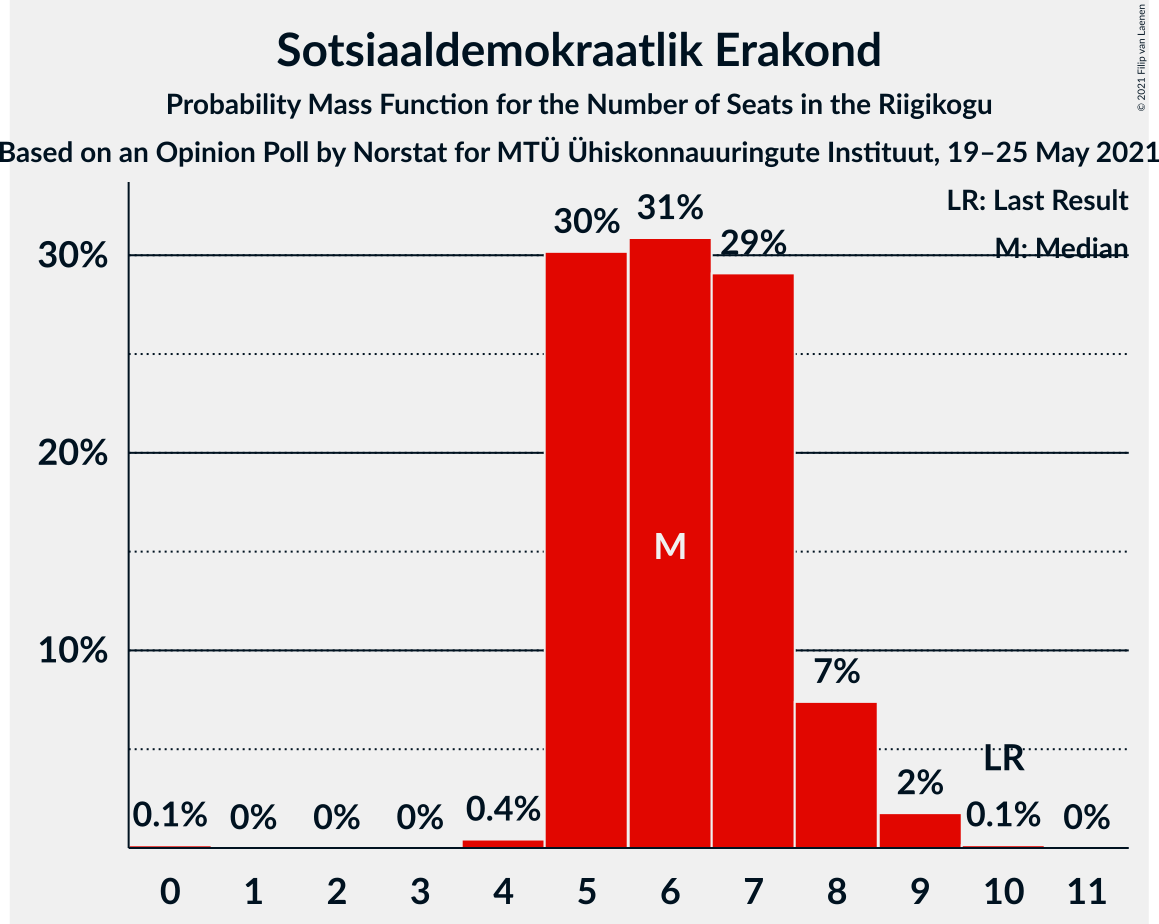 Sotsiaaldemokraatlik Erakond
Probability Mass Function for the Number of Seats in the Riigikogu
Based on an Opinion Poll by Norstat for MTÜ Ühiskonnauuringute Instituut, 19–25 May 2021
© 2021 Filip van Laenen
LR: Last Result
M: Median
30%
20%
10%
0.1%
0%
0%
0%
0.4%
30%
31%
29%
7%
2%
0.1%
0%
M
LR
0 1 2 3 4 5 6 7 8 9 10 11